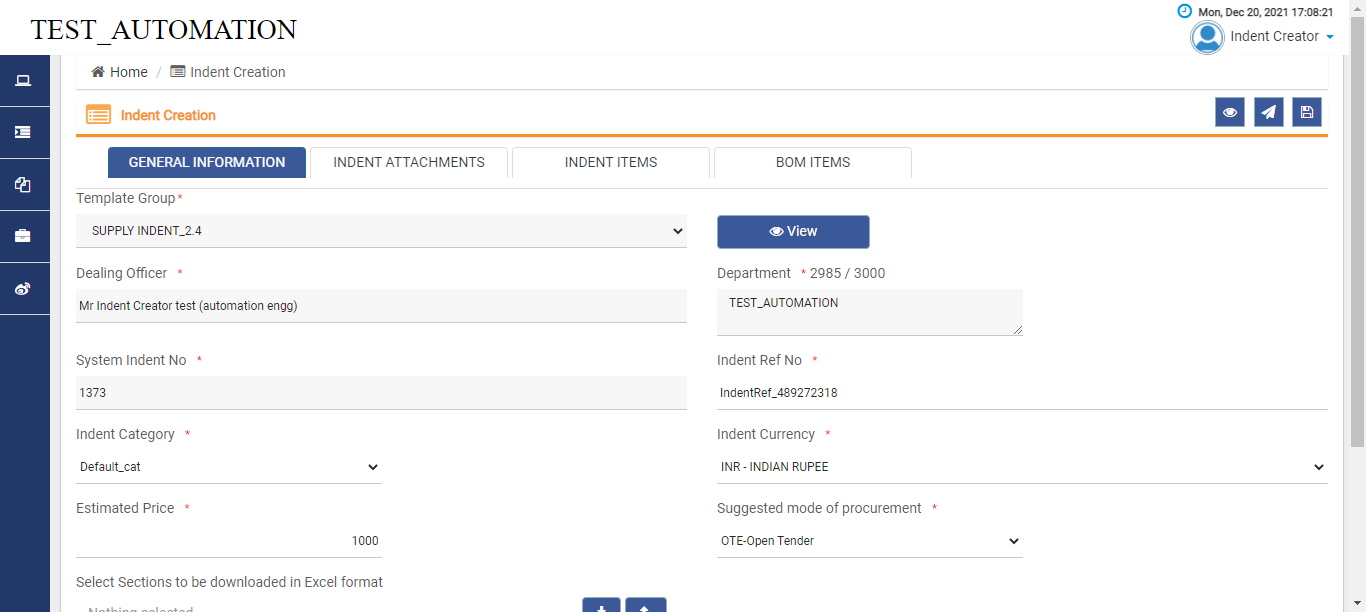 Mon, Dec 20, 2021 17:08:21
TEST_AUTOMATION
Indent Creator
Home / Indent Creation
Indent Creation
GENERAL INFORMATION
INDENT ATTACHMENTS
INDENT ITEMS
BOM ITEMS
Template Group *
SUPPLY INDENT_2.4
View
Dealing Officer *
Department * 2985 / 3000
Mr Indent Creator test (automation engg)
TEST_AUTOMATION
System Indent No *
Indent Ref No *
1373
IndentRef_489272318
Indent Category *
Indent Currency *
Default_cat
INR - INDIAN RUPEE
Estimated Price *
Suggested mode of procurement *
1000
OTE-Open Tender
Select Sections to be downloaded in Excel format
Nothing selected